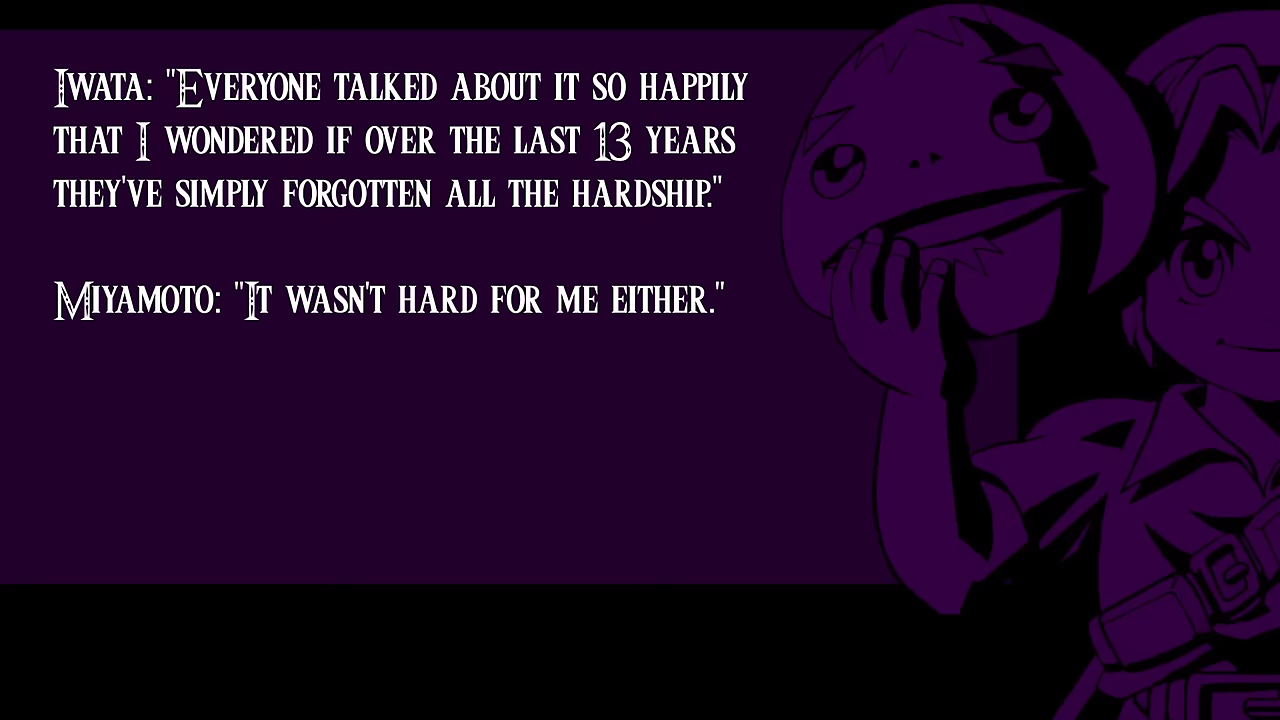 Iwata: "Everyone talked about it so happily
that I wondered if over the last 13 years
they've simply forgotten all the hardship."
Miyamoto: "It wasn't hard for me either."